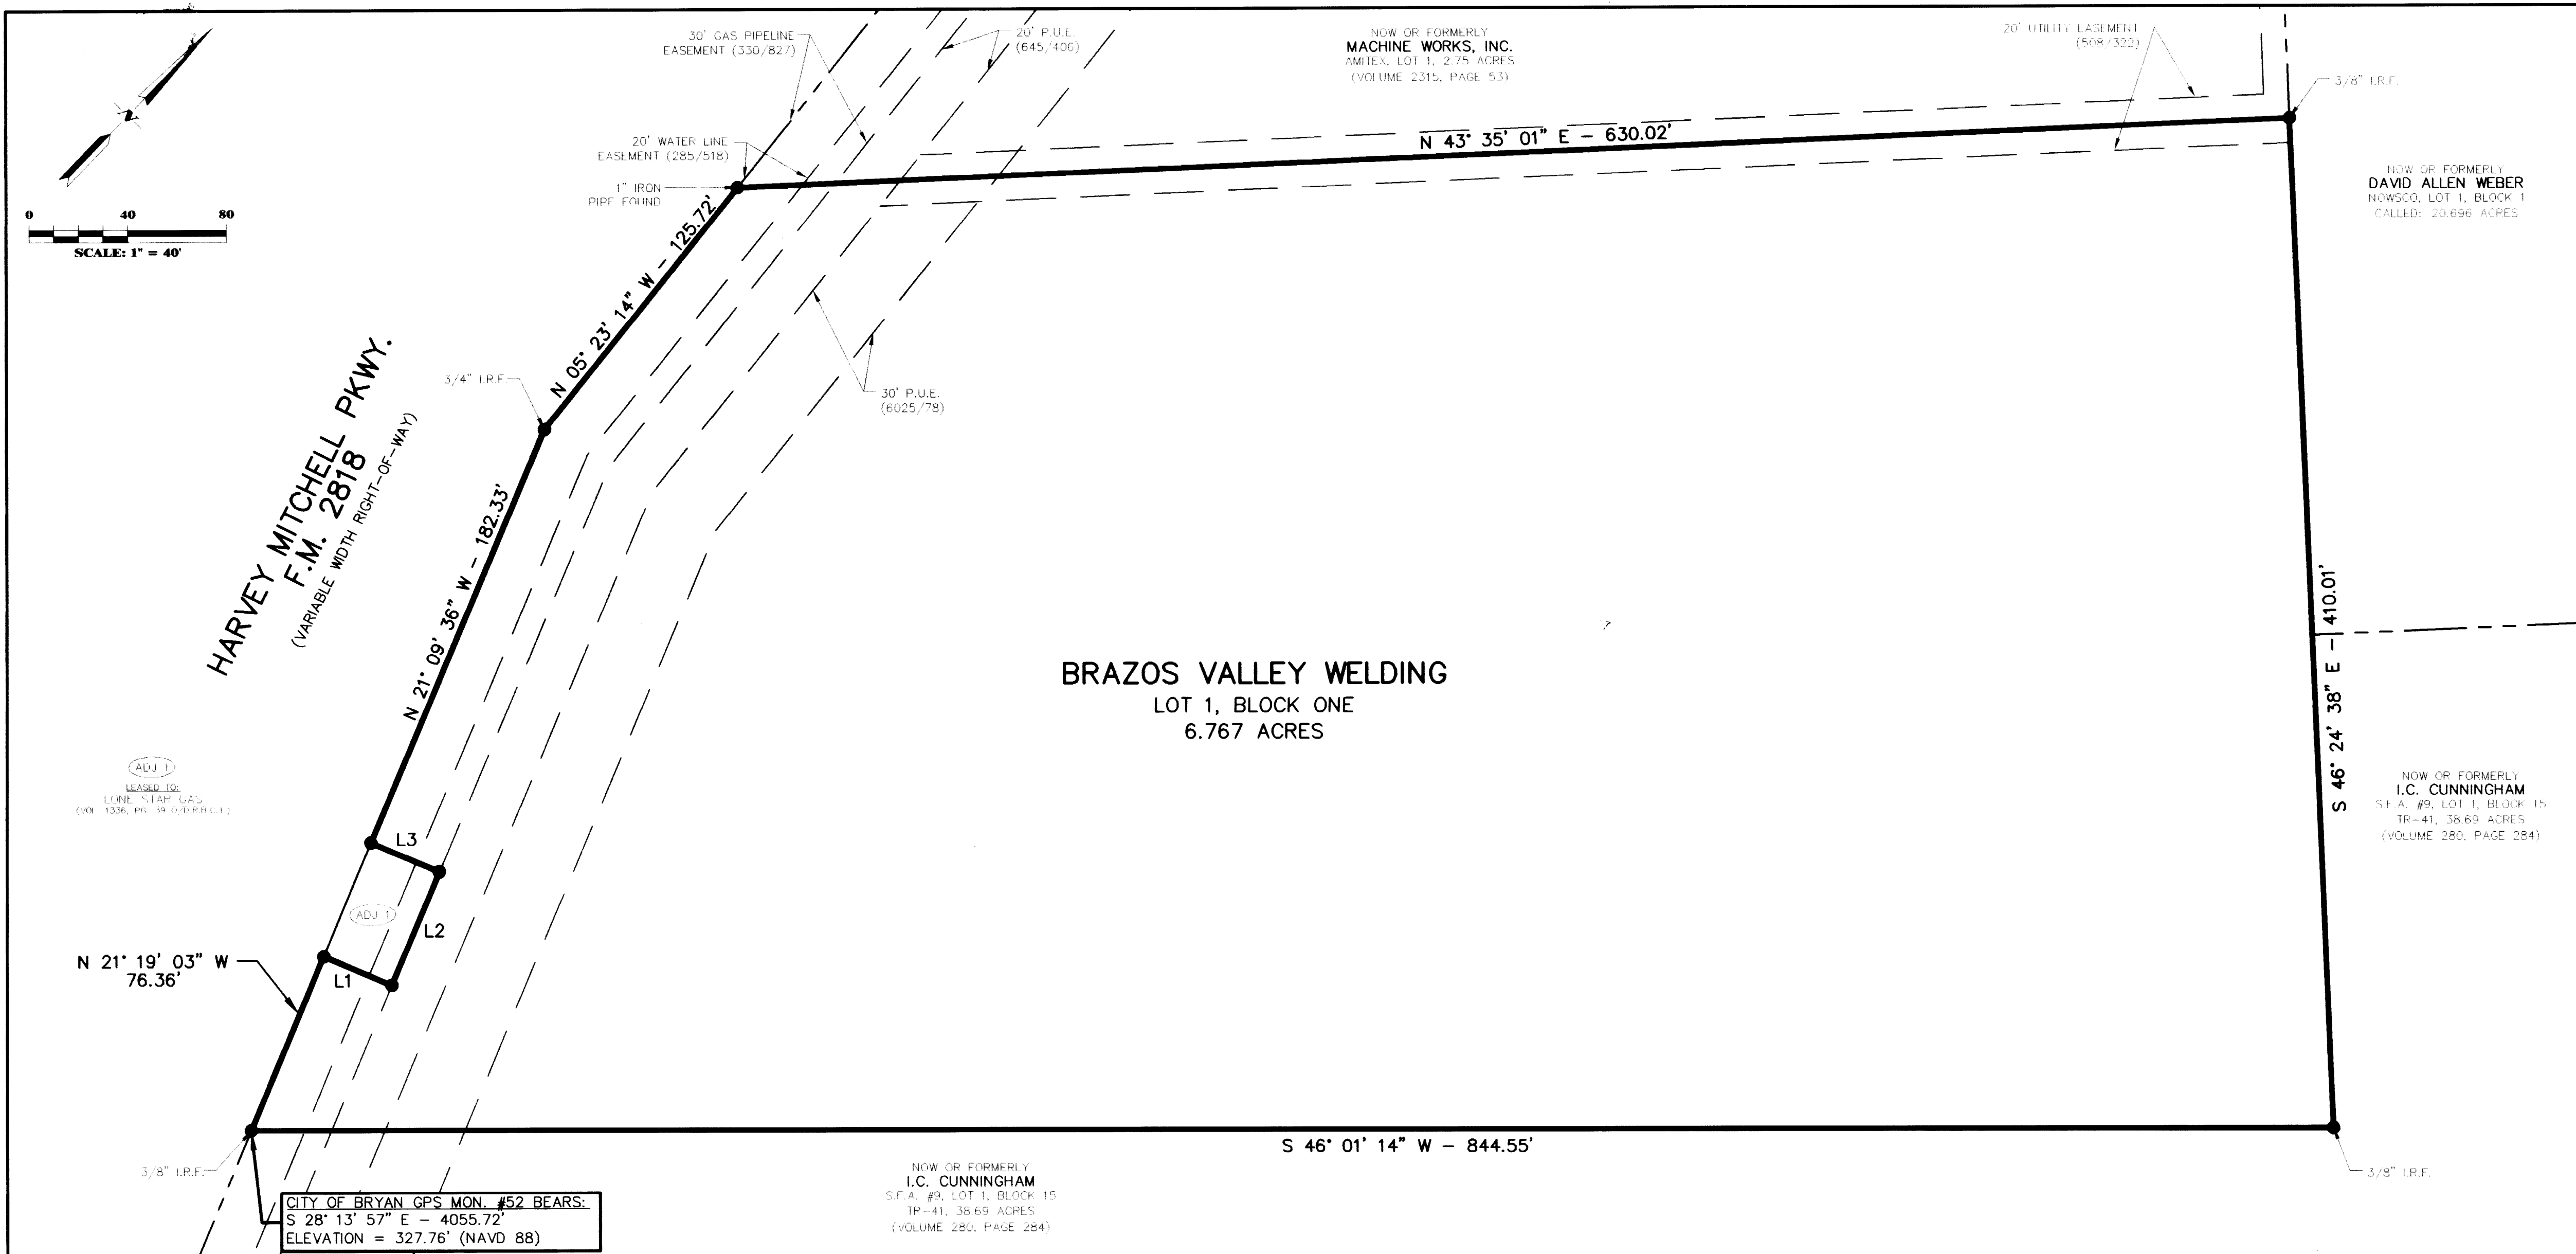 30' GAS PIPELINE
EASEMENT (330/827)
20' P.U.E.
(645/406)
NOW OR FORMERLY
MACHINE WORKS, INC.
AMITEX, LOT 1, 2.75 ACRES
(VOLUME 2315, PAGE 53)
20' UTILITY EASEMENT
(508/322)
3/8" I.R.F.
N
20' WATER LINE
EASEMENT (285/518)
N 43° 35' 01" E - 630.02'
1" IRON
PIPE FOUND
NOW OR FORMERLY
DAVID ALLEN WEBER
NOWSCO, LOT 1, BLOCK 1
CALLED: 20.696 ACRES
0 40 80
SCALE: 1" = 40'
N 05° 23' 14" W - 125.72'
3/4" I.R.F.
30' P.U.E.
(6025/78)
HARVEY MITCHELL PKWY.
F.M. 2818
(VARIABLE WIDTH RIGHT-OF-WAY)
N 21° 09' 36" W - 182.33'
S 46° 24' 38" E - 410.01'
BRAZOS VALLEY WELDING
LOT 1, BLOCK ONE
6.767 ACRES
ADJ 1
LEASED TO:
LONE STAR GAS
(VOL. 1336, PG. 39 O/D.R.B.C.T.)
NOW OR FORMERLY
I.C. CUNNINGHAM
S.F.A. #9, LOT 1, BLOCK 15
TR-41, 38.69 ACRES
(VOLUME 280, PAGE 284)
L3
ADJ 1
L2
L1
N 21° 19' 03" W
76.36'
S 46° 01' 14" W - 844.55'
3/8" I.R.F.
3/8" I.R.F.
NOW OR FORMERLY
I.C. CUNNINGHAM
S.F.A. #9, LOT 1, BLOCK 15
TR-41, 38.69 ACRES
(VOLUME 280, PAGE 284)
CITY OF BRYAN GPS MON. #52 BEARS:
S 28° 13' 57" E - 4055.72'
ELEVATION = 327.76' (NAVD 88)